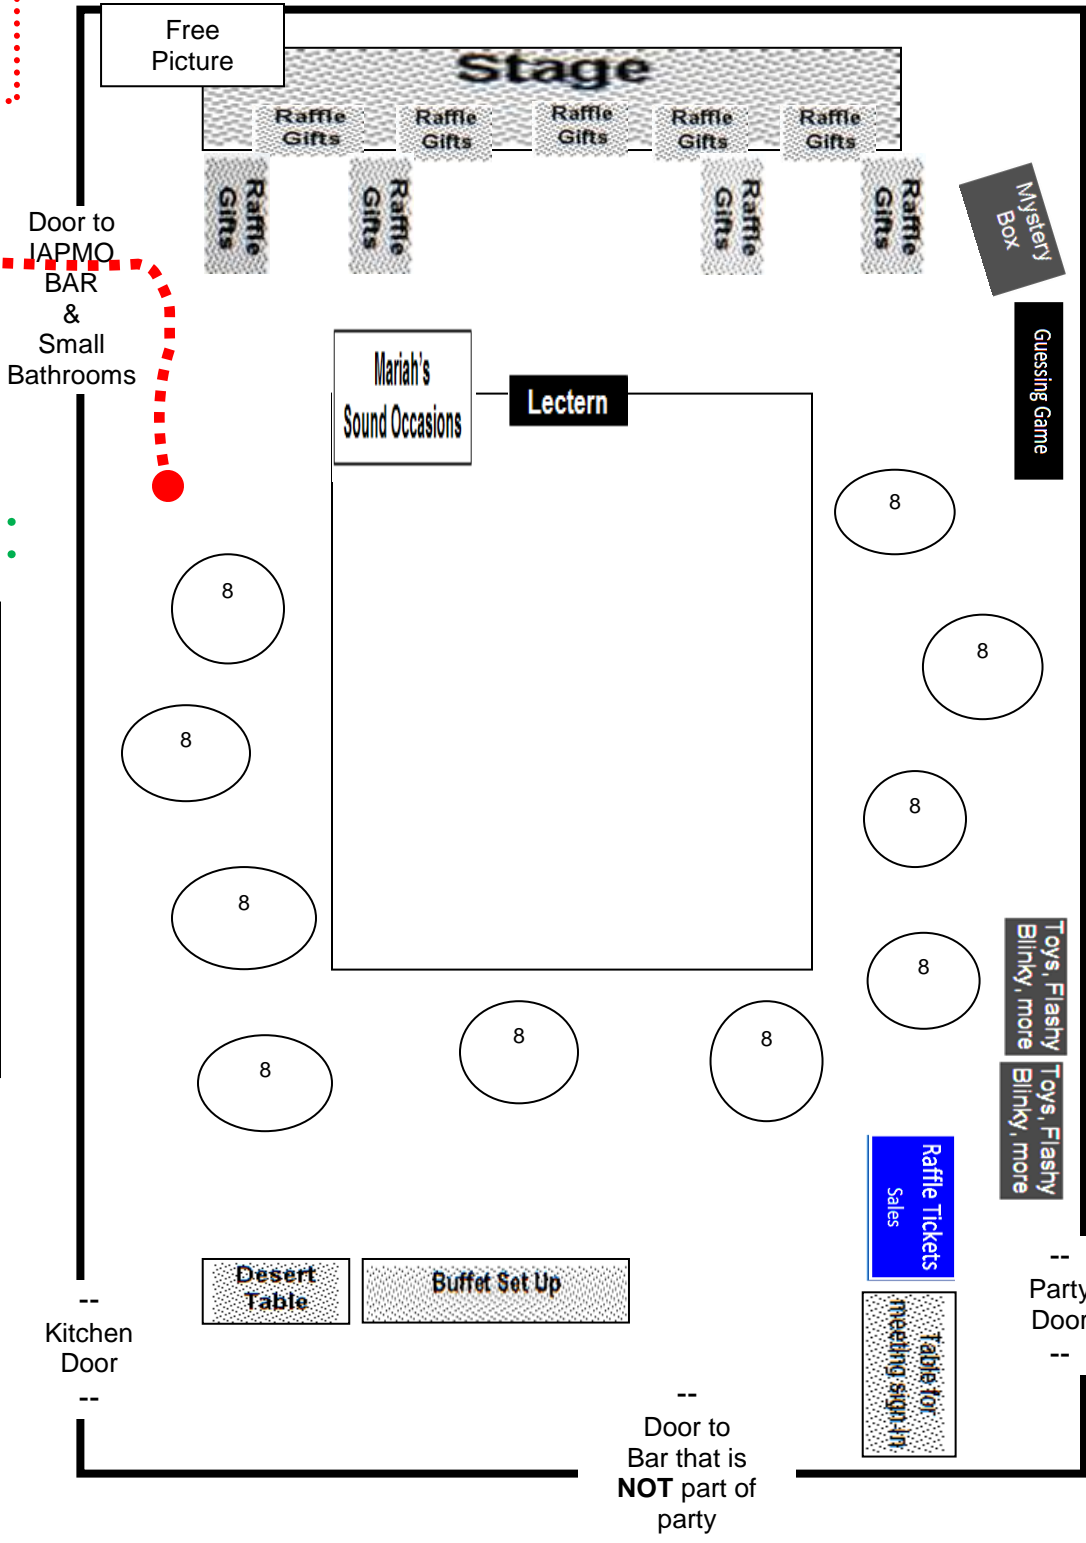 Free
Picture
Stage
Raffle
Gifts
Raffle
Gifts
Raffle
Gifts
Raffle
Gifts
Raffle
Gifts
Raffle
Gifts
Raffle
Gifts
Raffle
Gifts
Raffle
Gifts
Mystery
Box
Door to
IAPMO
BAR
&
Small
Bathrooms
Guessing Game
Mariah's
Sound Occasions
Lectern
8
8
8
8
8
8
8
8
8
8
Toys, Flashy
Blinky, more
Toys, Flashy
Blinky, more
Raffle Tickets
Sales
Desert
Table
Buffet Set Up
--
Kitchen
Door
--
--
Party
Door
--
Table for
meeting sign-in
--
Door to
Bar that is
NOT part of
party